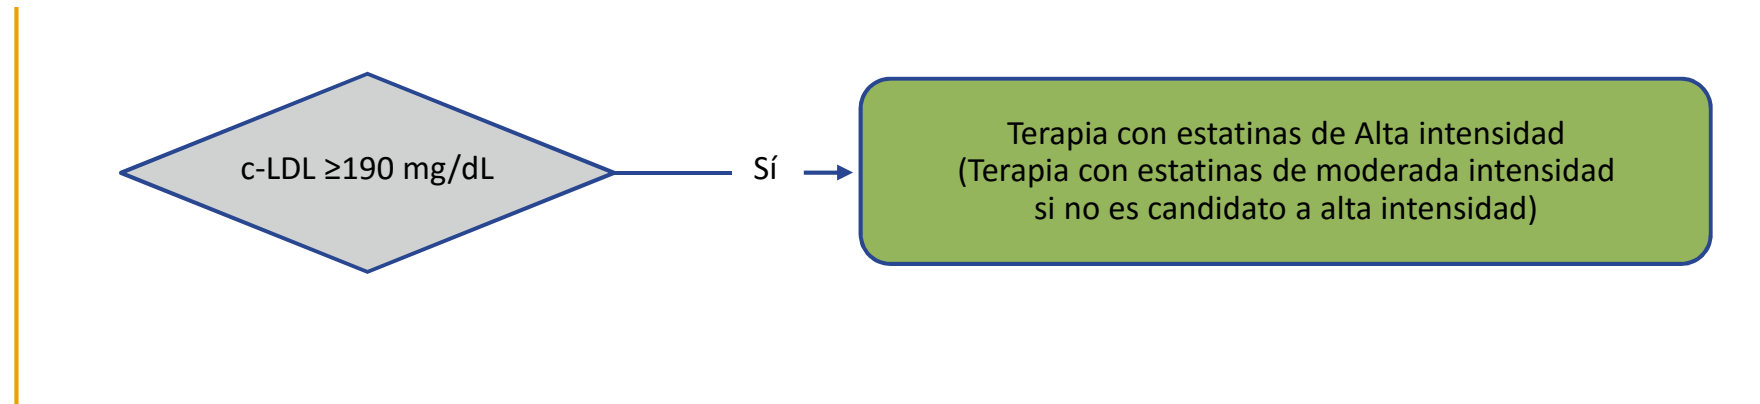 c-LDL ≥190 mg/dL
Sí
Terapia con estatinas de Alta intensidad
(Terapia con estatinas de moderada intensidad
si no es candidato a alta intensidad)